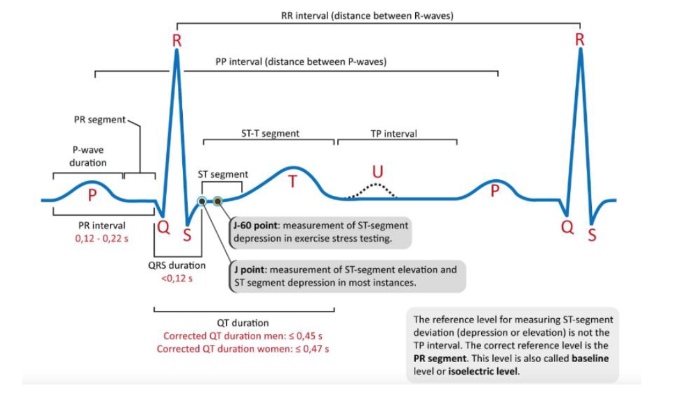 RR interval (distance between R-waves)
R
R
PP interval (distance between P-waves)
PR segment
ST-T segment
TP interval
P-wave
duration
ST segment
U
T
P
P
PR interval
0,12 - 0,22 s
Q
S
Q
S
J-60 point: measurement of ST-segment
depression in exercise stress testing.
QRS duration
<0,12 s
J point: measurement of ST-segment elevation and
ST segment depression in most instances.
QT duration
Corrected QT duration men: ≤ 0,45 s
Corrected QT duration women: ≤ 0,47 s
The reference level for measuring ST-segment
deviation (depression or elevation) is not the
TP interval. The correct reference level is the
PR segment. This level is also called baseline
level or isoelectric level.